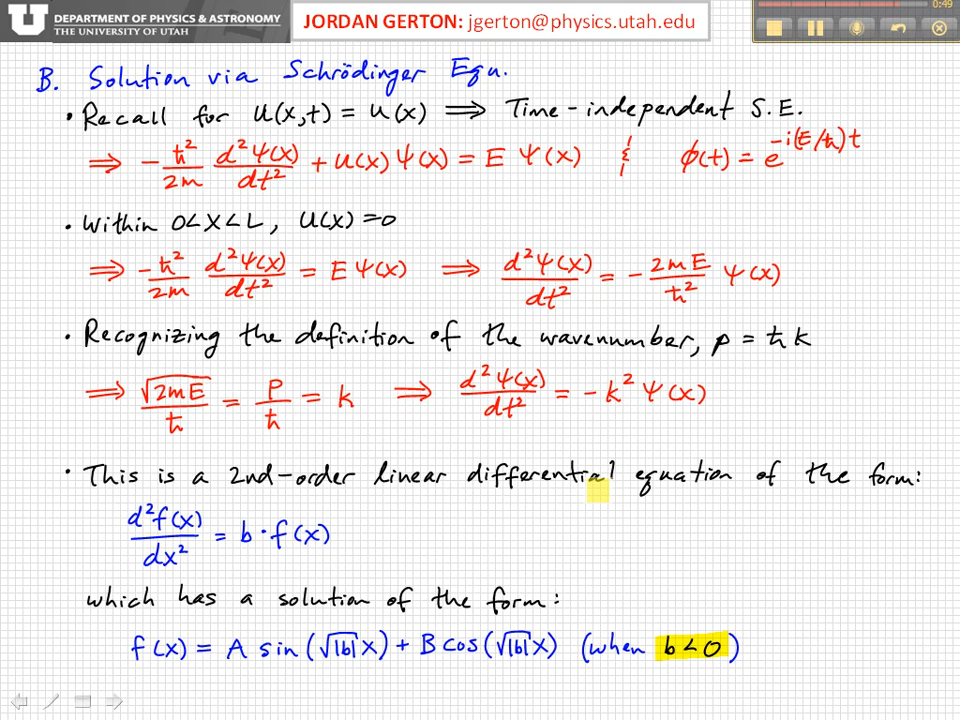 U DEPARTMENT OF PHYSICS & ASTRONOMY
THE UNIVERSITY OF UTAH
JORDAN GERTON: jgerton@physics.utah.edu
0:49
B. Solution via Schrödinger Equ.
• Recall for U(x,t) = U(x) ⟹ Time-independent S.E.
⟹ -ħ²/2m d²ψ(x)/dt² + U(x) ψ(x) = E ψ(x) & φ(t) = e^-i(E/ħ)t
• Within 0<x<L, U(x)=0
⟹ -ħ²/2m d²ψ(x)/dt² = E ψ(x) ⟹ d²ψ(x)/dt² = - 2mE/ħ² ψ(x)
• Recognizing the definition of the wavenumber, p = ħk
⟹ √2mE/ħ = p/ħ = k ⟹ d²ψ(x)/dt² = -k² ψ(x)
• This is a 2nd-order linear differential equation of the form:
d²f(x)/dx² = b·f(x)
which has a solution of the form:
f(x) = A sin(√|b| x) + B cos(√|b| x) (when b<0)